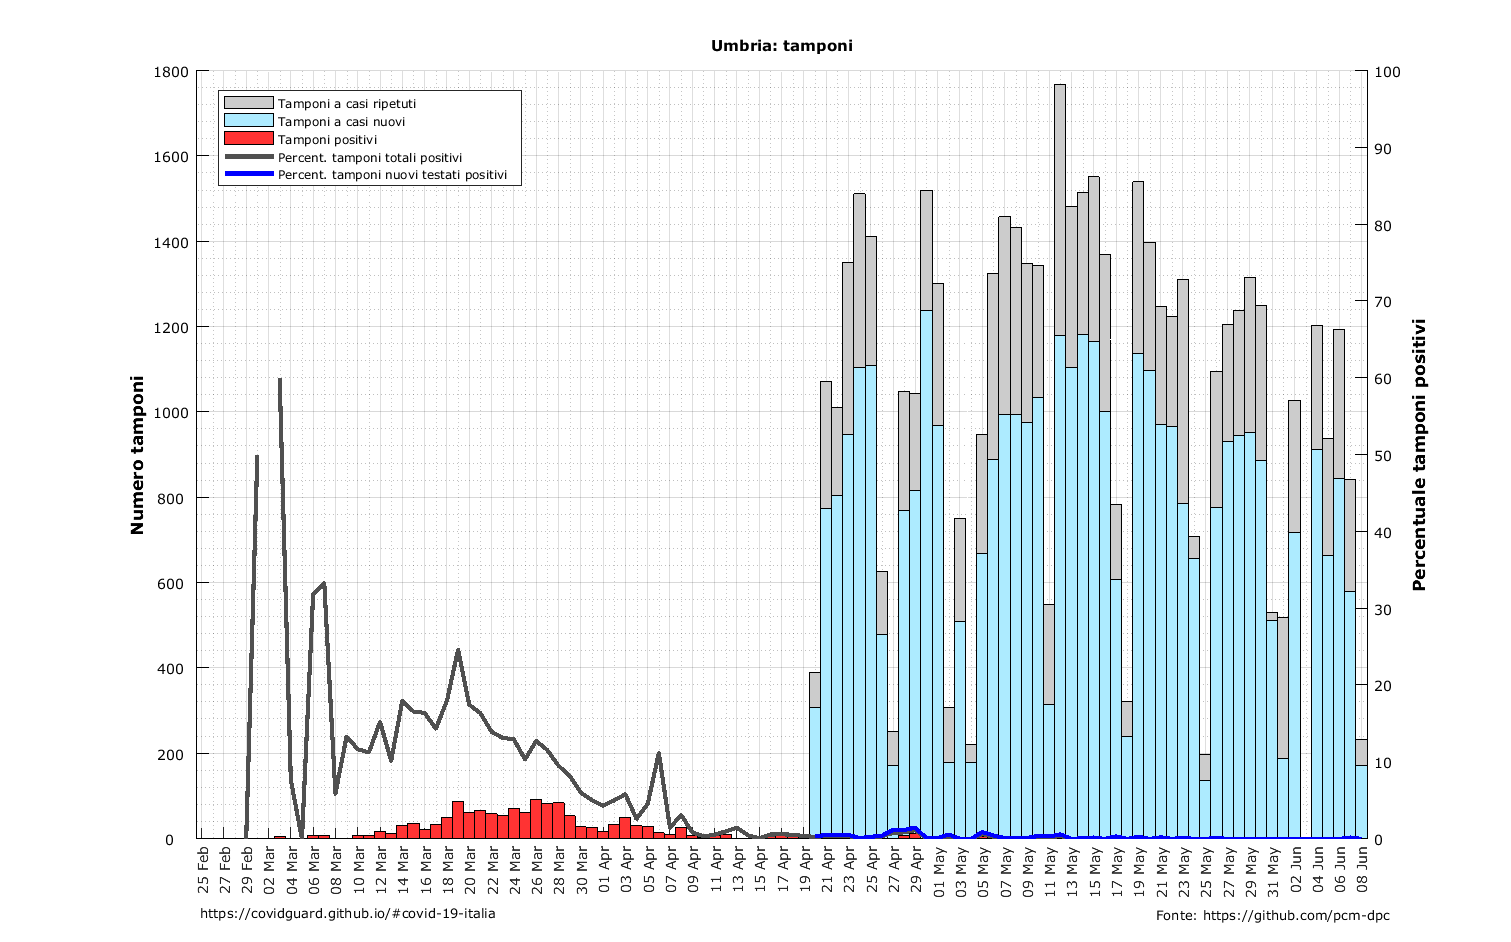 Umbria: tamponi
Tamponi a casi ripetuti
Tamponi a casi nuovi
Tamponi positivi
Percent. tamponi totali positivi
Percent. tamponi nuovi testati positivi
Numero tamponi
1800
1600
1400
1200
1000
800
600
400
200
0
Percentuale tamponi positivi
100
90
80
70
60
50
40
30
20
10
0
25 Feb
27 Feb
29 Feb
02 Mar
04 Mar
06 Mar
08 Mar
10 Mar
12 Mar
14 Mar
16 Mar
18 Mar
20 Mar
22 Mar
24 Mar
26 Mar
28 Mar
30 Mar
01 Apr
03 Apr
05 Apr
07 Apr
09 Apr
11 Apr
13 Apr
15 Apr
17 Apr
19 Apr
21 Apr
23 Apr
25 Apr
27 Apr
29 Apr
01 May
03 May
05 May
07 May
09 May
11 May
13 May
15 May
17 May
19 May
21 May
23 May
25 May
27 May
29 May
31 May
02 Jun
04 Jun
06 Jun
08 Jun
https://covidguard.github.io/#covid-19-italia
Fonte: https://github.com/pcm-dpc